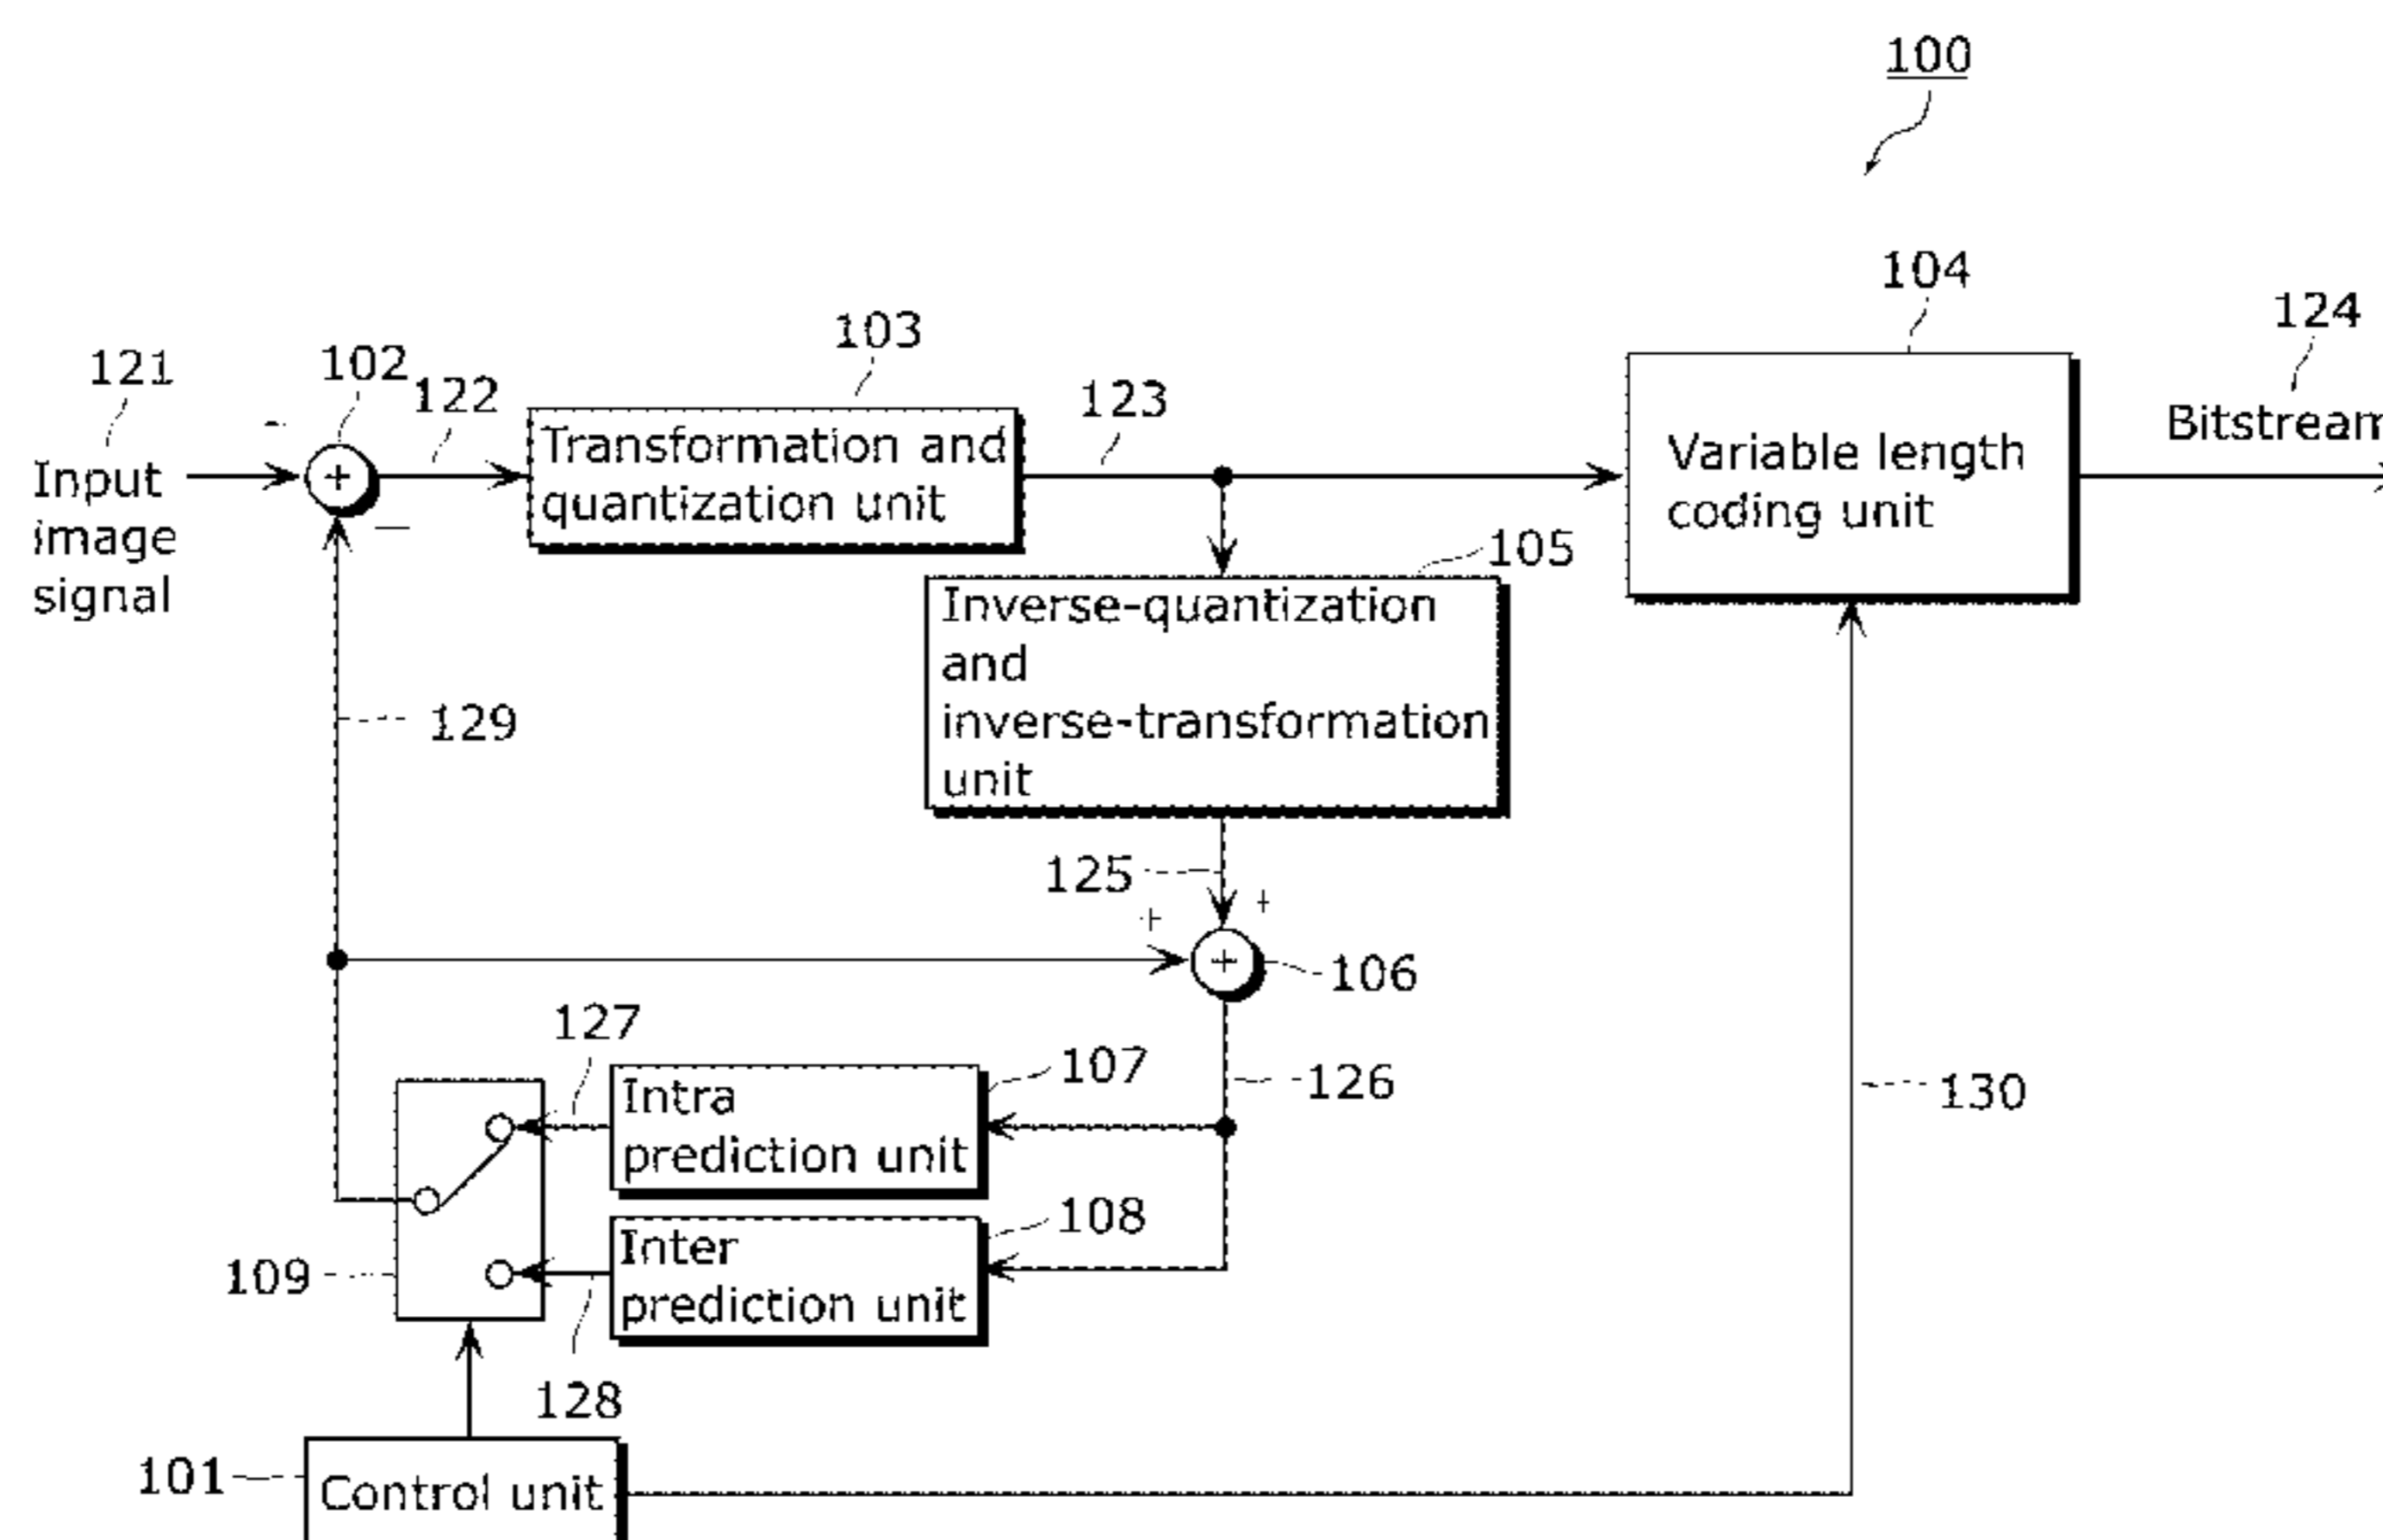 100
104
124
103
121
102
122
123
Bitstream
Input
image
signal
+
—
Transformation and
quantization unit
Variable length
coding unit
105
Inverse-quantization
and
inverse-transformation
unit
129
125
+
+
+
106
127
107
126
130
Intra
prediction unit
108
Inter
prediction unit
109
128
101
Control unit